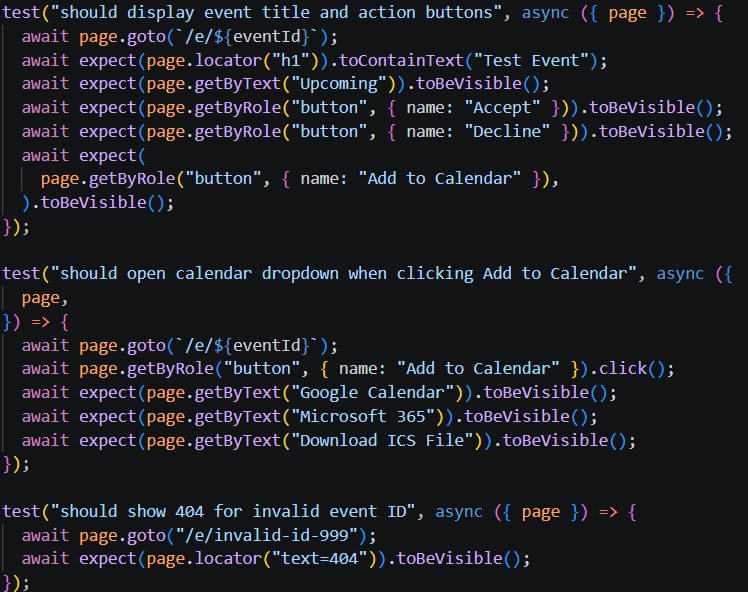 test("should display event title and action buttons", async ({ page }) => {
  await page.goto(`/e/${eventId}`);
  await expect(page.locator("h1")).toContainText("Test Event");
  await expect(page.getByText("Upcoming")).toBeVisible();
  await expect(page.getByRole("button", { name: "Accept" })).toBeVisible();
  await expect(page.getByRole("button", { name: "Decline" })).toBeVisible();
  await expect(
    page.getByRole("button", { name: "Add to Calendar" }),
  ).toBeVisible();
});

test("should open calendar dropdown when clicking Add to Calendar", async ({
  page,
}) => {
  await page.goto(`/e/${eventId}`);
  await page.getByRole("button", { name: "Add to Calendar" }).click();
  await expect(page.getByText("Google Calendar")).toBeVisible();
  await expect(page.getByText("Microsoft 365")).toBeVisible();
  await expect(page.getByText("Download ICS File")).toBeVisible();
});

test("should show 404 for invalid event ID", async ({ page }) => {
  await page.goto("/e/invalid-id-999");
  await expect(page.locator("text=404")).toBeVisible();
});